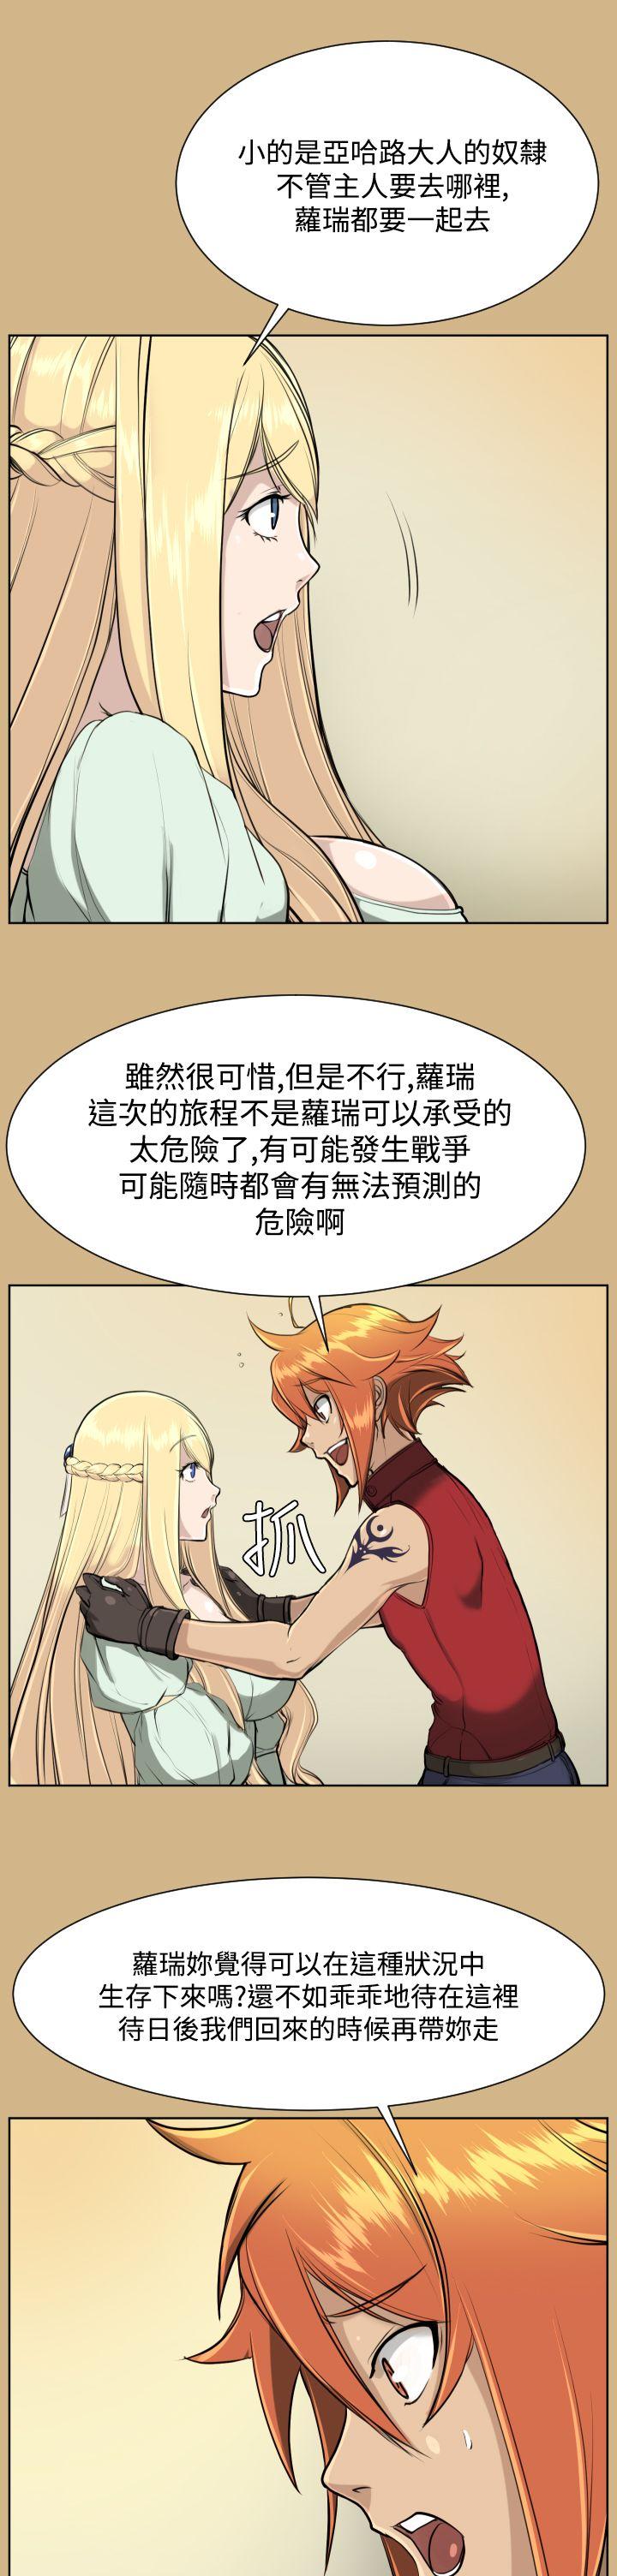 小的是亞哈路大人的奴隸
不管主人要去哪裡,
蘿瑞都要一起去
雖然很可惜,但是不行,蘿瑞
這次的旅程不是蘿瑞可以承受的
太危險了,有可能發生戰爭
可能隨時都會有無法預測的
危險啊
抓
蘿瑞妳覺得可以在這種狀況中
生存下來嗎?還不如乖乖地待在這裡
待日後我們回來的時候再帶妳走